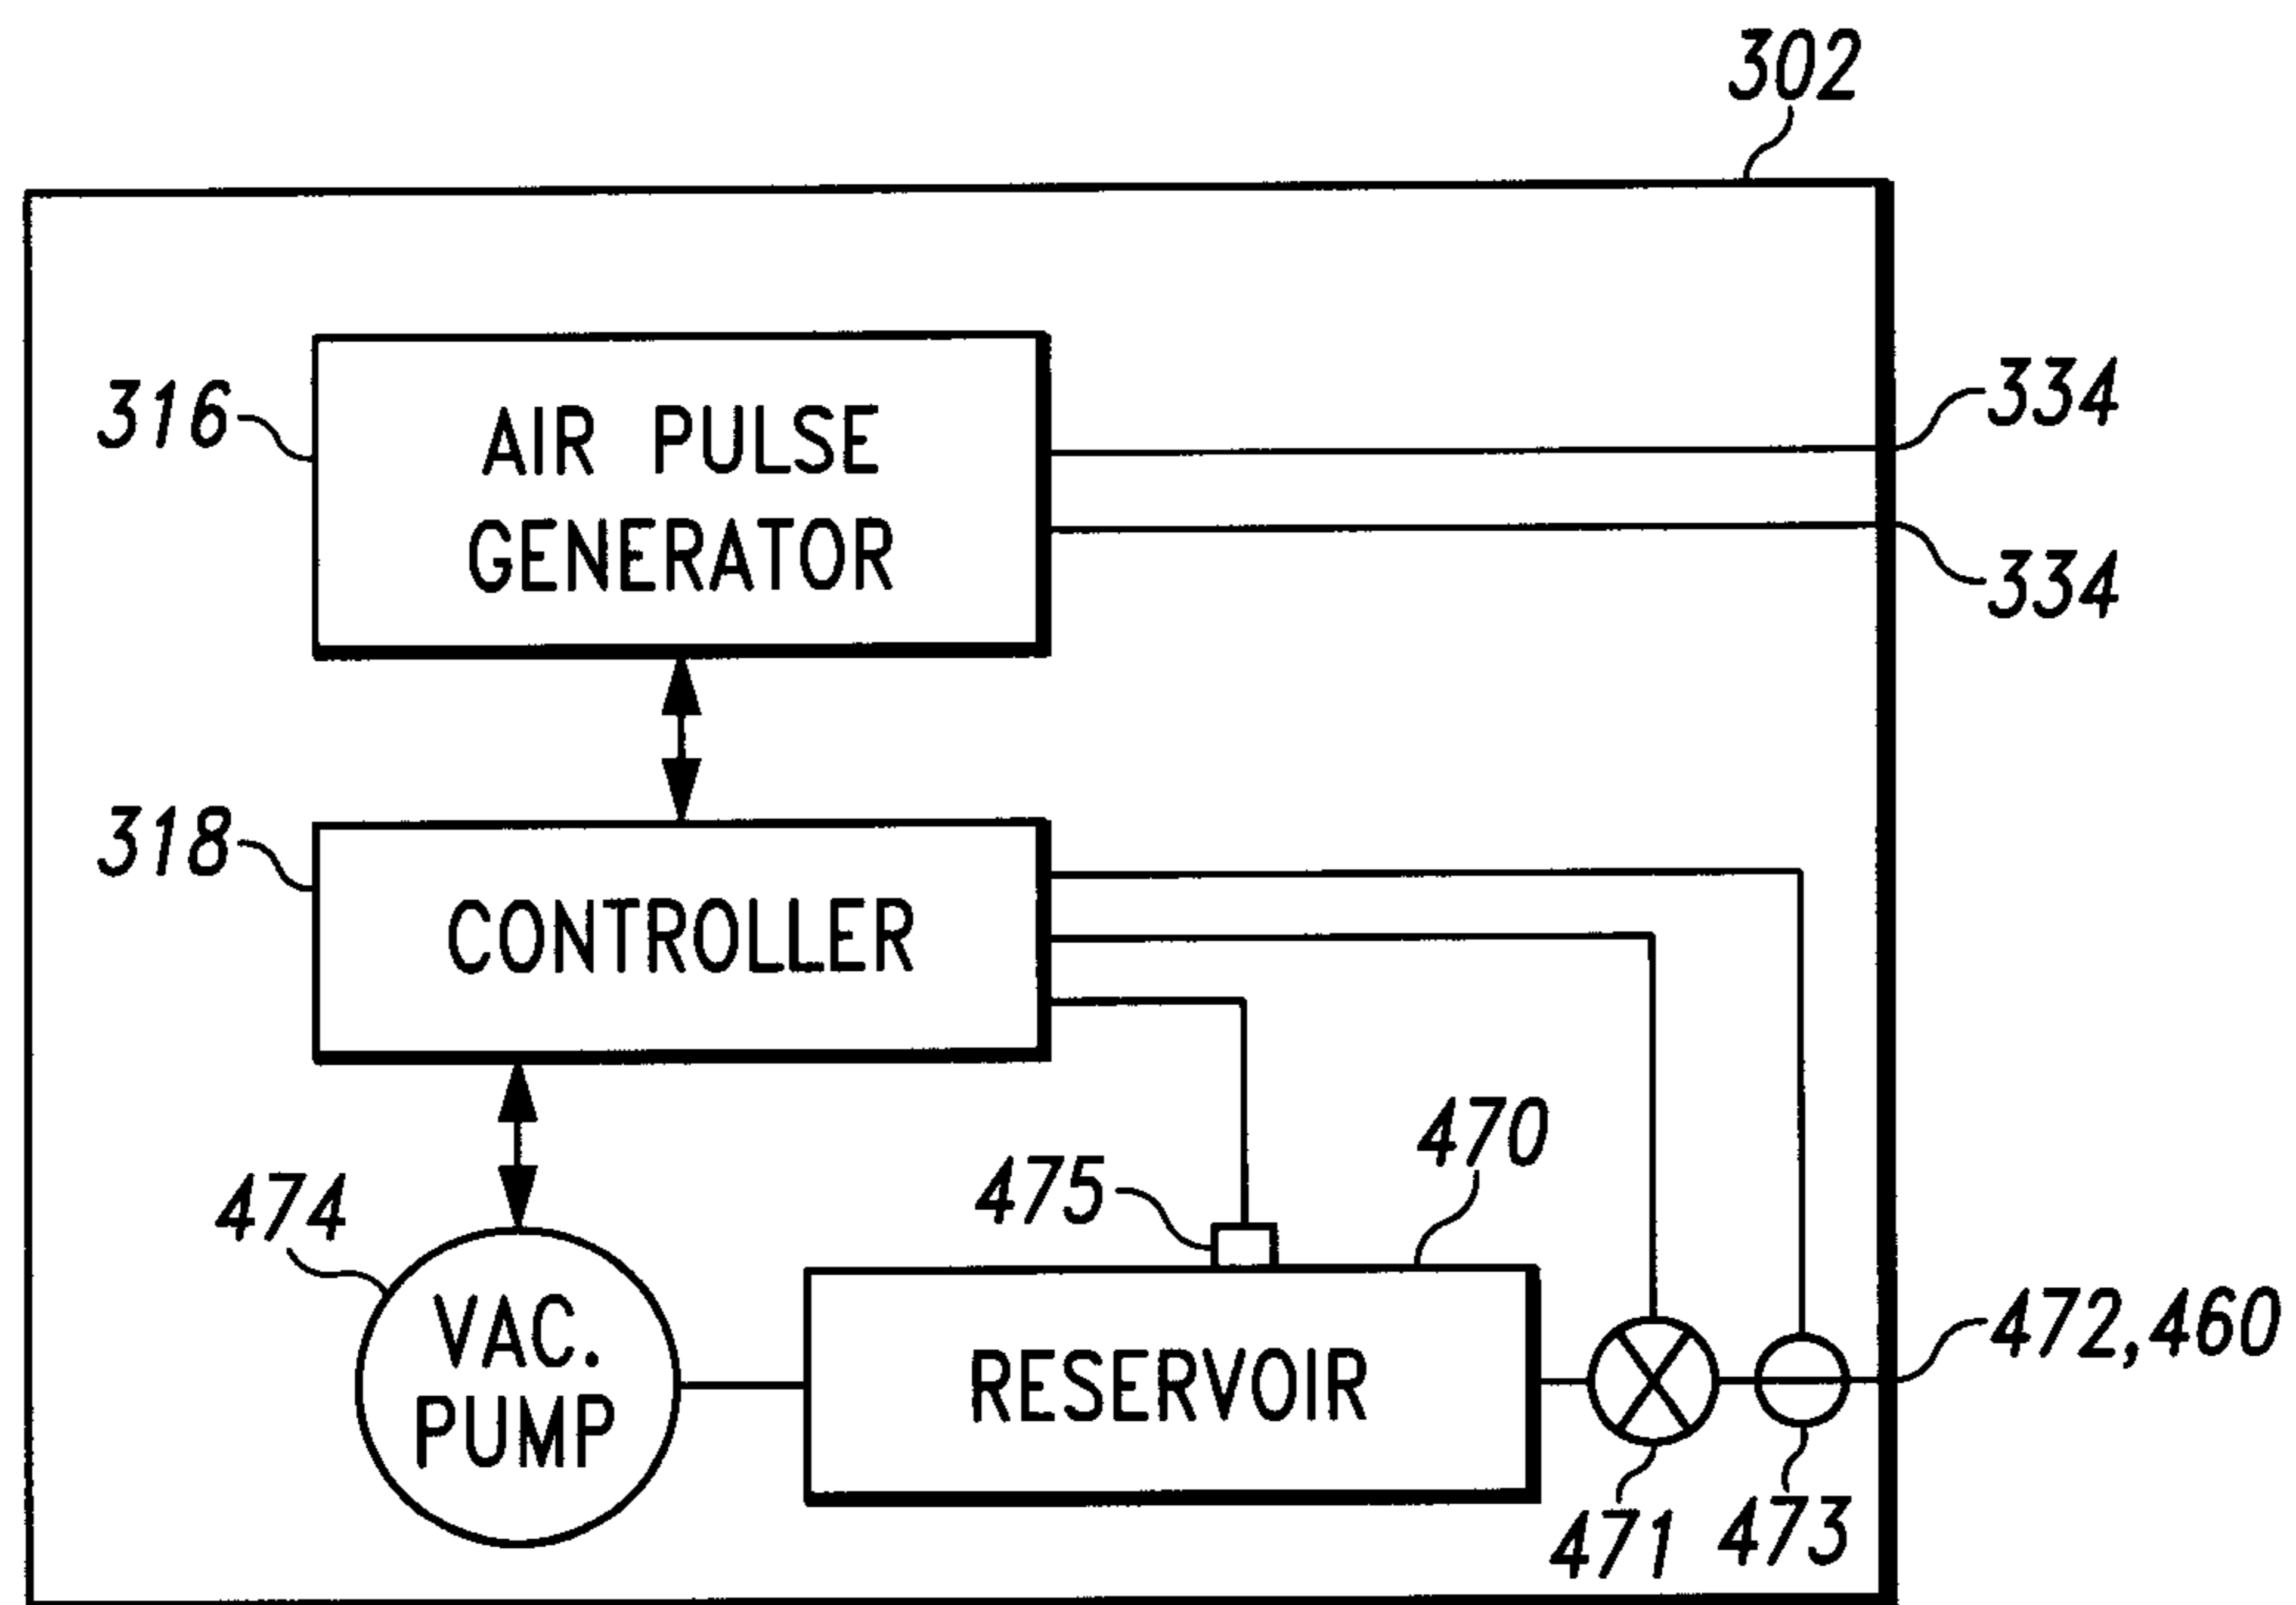 302
316
AIR PULSE
GENERATOR
334
334
318
CONTROLLER
474
475
470
VAC.
PUMP
RESERVOIR
472,460
471
473